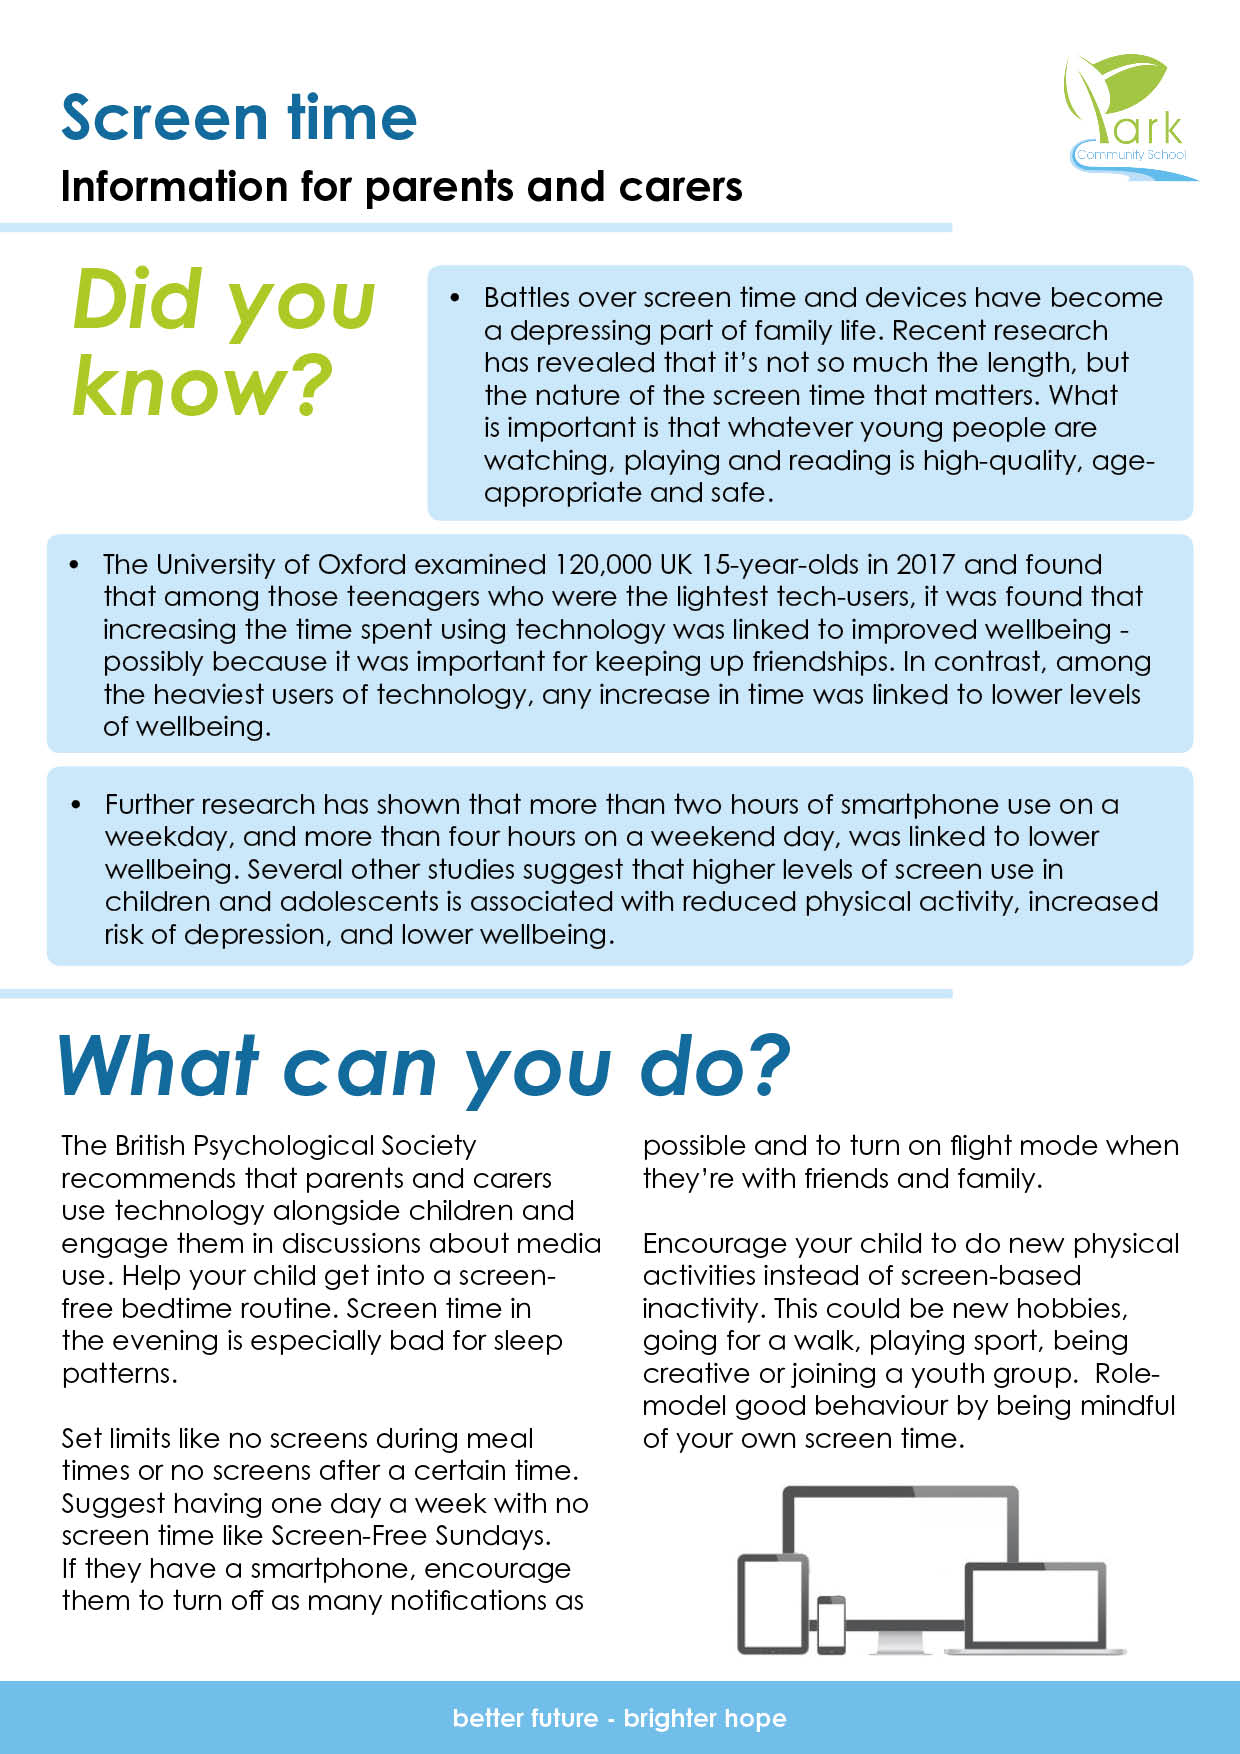 Screen time
Information for parents and carers
Park
Community School
Did you
know?
• Battles over screen time and devices have become
a depressing part of family life. Recent research
has revealed that it’s not so much the length, but
the nature of the screen time that matters. What
is important is that whatever young people are
watching, playing and reading is high-quality, age-
appropriate and safe.
• The University of Oxford examined 120,000 UK 15-year-olds in 2017 and found
that among those teenagers who were the lightest tech-users, it was found that
increasing the time spent using technology was linked to improved wellbeing -
possibly because it was important for keeping up friendships. In contrast, among
the heaviest users of technology, any increase in time was linked to lower levels
of wellbeing.
• Further research has shown that more than two hours of smartphone use on a
weekday, and more than four hours on a weekend day, was linked to lower
wellbeing. Several other studies suggest that higher levels of screen use in
children and adolescents is associated with reduced physical activity, increased
risk of depression, and lower wellbeing.
What can you do?
The British Psychological Society
recommends that parents and carers
use technology alongside children and
engage them in discussions about media
use. Help your child get into a screen-
free bedtime routine. Screen time in
the evening is especially bad for sleep
patterns.
Set limits like no screens during meal
times or no screens after a certain time.
Suggest having one day a week with no
screen time like Screen-Free Sundays.
If they have a smartphone, encourage
them to turn off as many notifications as
possible and to turn on flight mode when
they’re with friends and family.
Encourage your child to do new physical
activities instead of screen-based
inactivity. This could be new hobbies,
going for a walk, playing sport, being
creative or joining a youth group.  Role-
model good behaviour by being mindful
of your own screen time.
better future - brighter hope